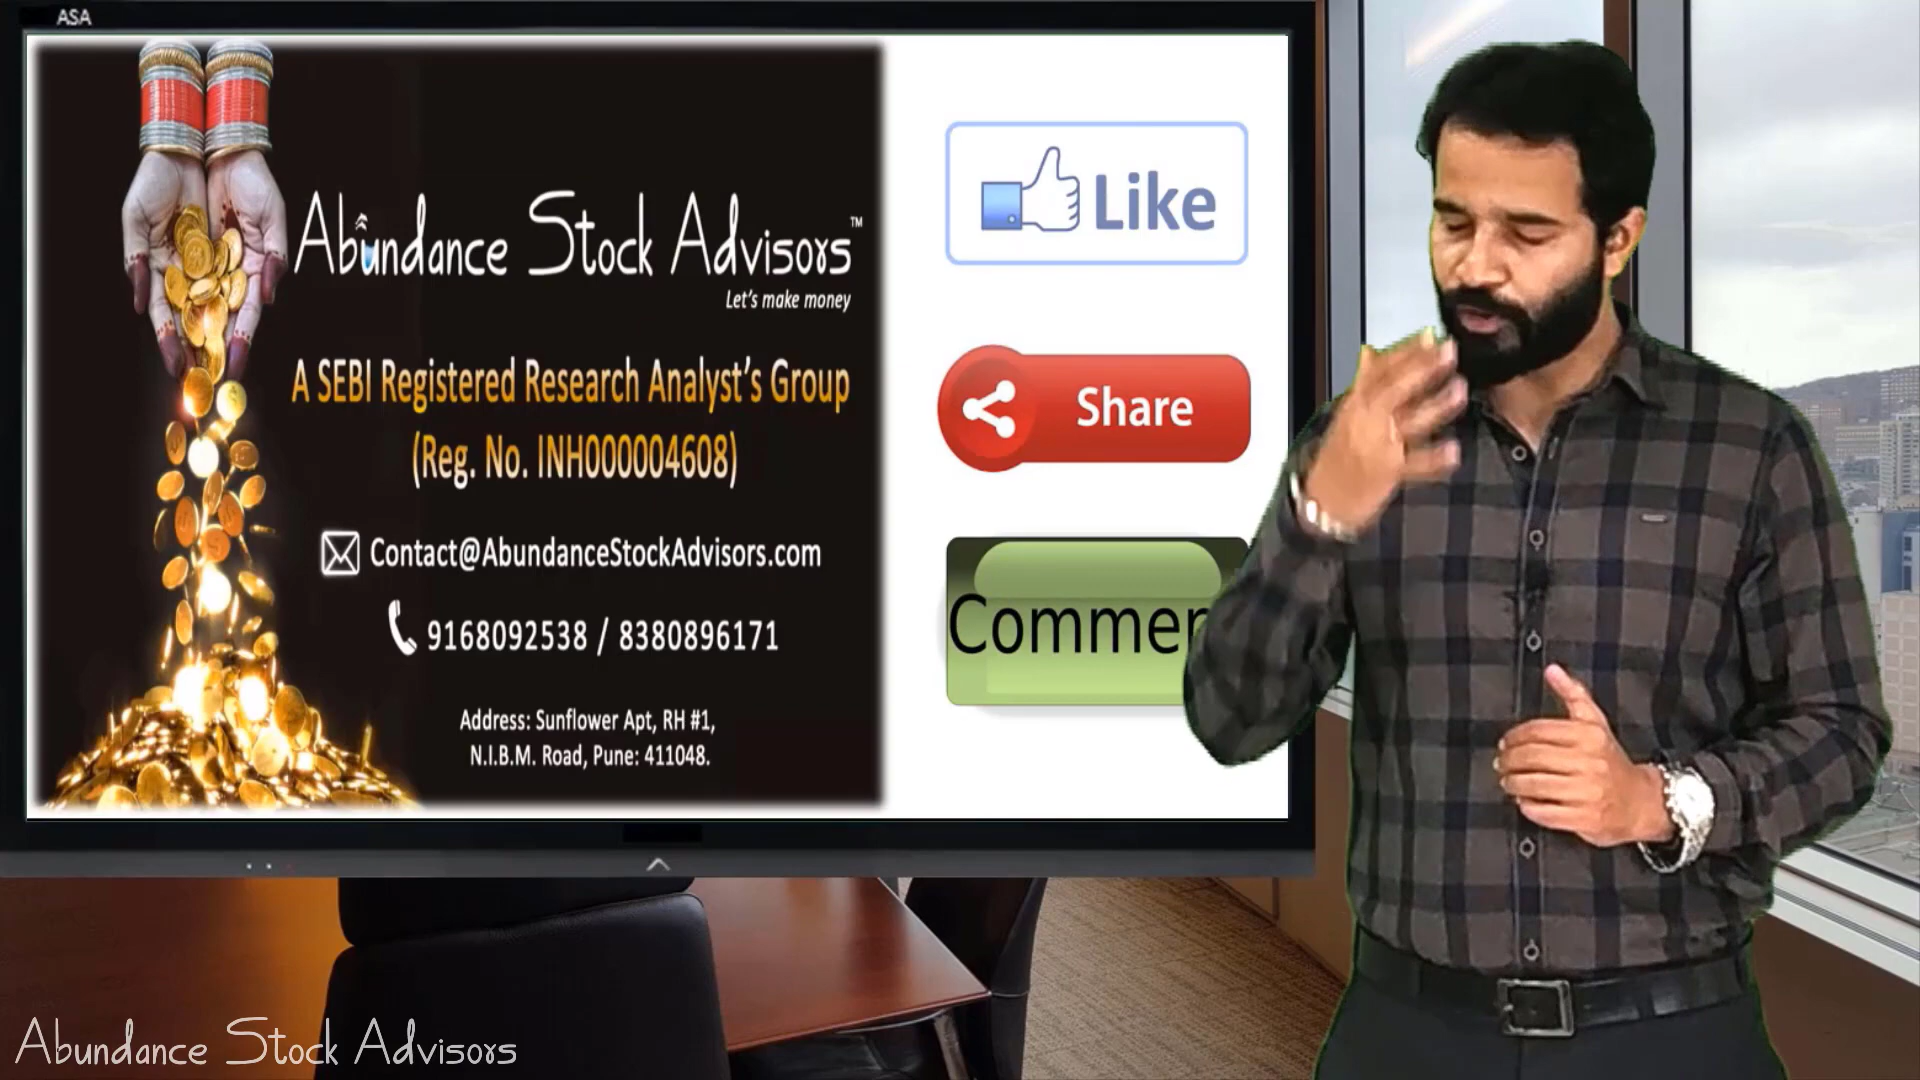 ASA
Abundance Stock Advisors™
Let's make money
A SEBI Registered Research Analyst's Group
(Reg. No. INH000004608)
Contact@AbundanceStockAdvisors.com
9168092538 / 8380896171
Address: Sunflower Apt, RH #1,
N.I.B.M. Road, Pune: 411048.
Like
Share
Commen
Abundance Stock Advisors